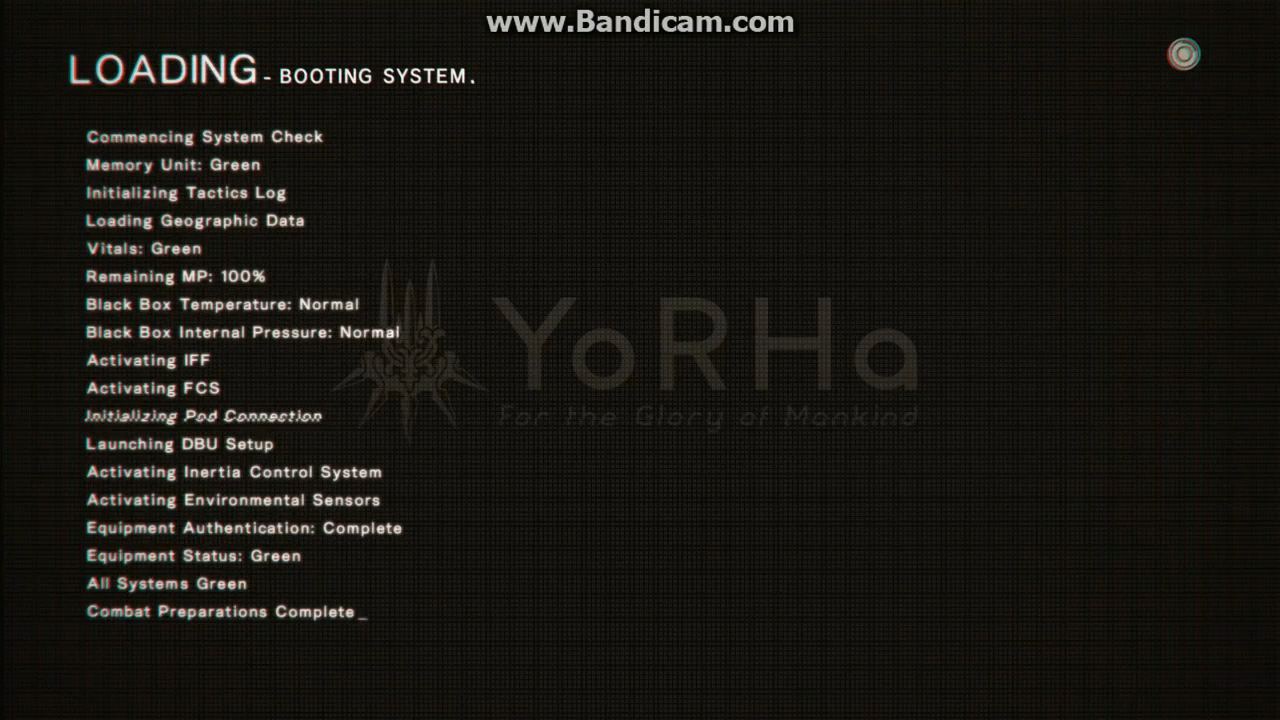 www.Bandicam.com
LOADING - BOOTING SYSTEM.
Commencing System Check
Memory Unit: Green
Initializing Tactics Log
Loading Geographic Data
Vitals: Green
Remaining MP: 100%
Black Box Temperature: Normal
Black Box Internal Pressure: Normal
Activating IFF
Activating FCS
Initializing Pod Connection
Launching DBU Setup
Activating Inertia Control System
Activating Environmental Sensors
Equipment Authentication: Complete
Equipment Status: Green
All Systems Green
Combat Preparations Complete_
YoRHa
For the Glory of Mankind